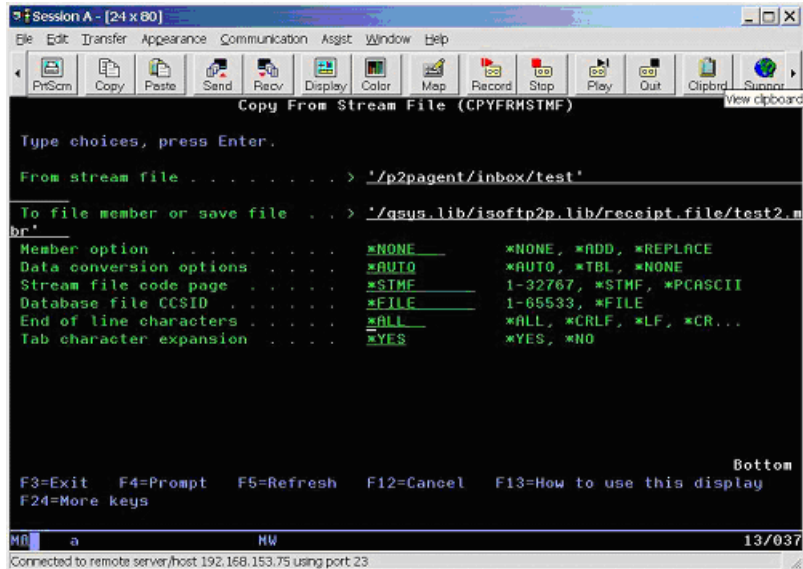 Session A - [24 x 80]
File Edit Transfer Appearance Communication Assist Window Help
PrtScrn Copy Paste Send Recv Display Color Map Record Stop Play Quit Clipbrd Support
View clipboard
Copy From Stream File (CPYFRMSTMF)
Type choices, press Enter.
From stream file . . . . . . . . . > '/p2pagent/inbox/test'
To file member or save file . . > '/qsys.lib/isoftp2p.lib/receipt.file/test2.m
br'
Member option . . . . . . . . . *NONE *NONE, *ADD, *REPLACE
Data conversion options . . . . *AUTO *AUTO, *TBL, *NONE
Stream file code page . . . . . *STMF 1-32767, *STMF, *PCASCII
Database file CCSID . . . . . . *FILE 1-65533, *FILE
End of line characters . . . . . *ALL *ALL, *CRLF, *LF, *CR...
Tab character expansion . . . . *YES *YES, *NO
Bottom
F3=Exit F4=Prompt F5=Refresh F12=Cancel F13=How to use this display
F24=More keys
MA a MW 13/037
Connected to remote server/host 192.168.153.75 using port 23